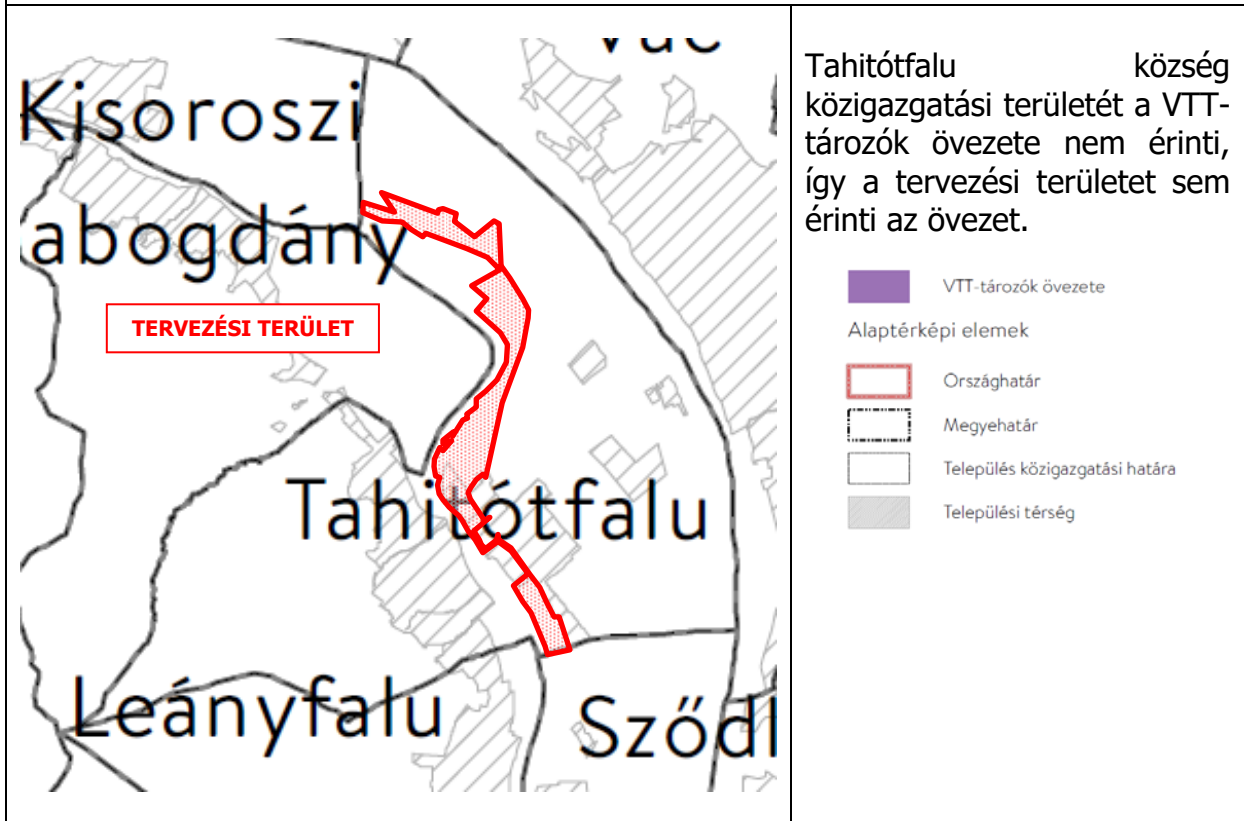 Vác
Kisoroszi
abogdány
TERVEZÉSI TERÜLET
Tahitótfalu
Leányfalu
Sződl
Tahitótfalu község
közigazgatási területét a VTT-
tározók övezete nem érinti,
így a tervezési területet sem
érinti az övezet.
VTT-tározók övezete
Alaptérképi elemek
Országhatár
Megyehatár
Település közigazgatási határa
Települési térség